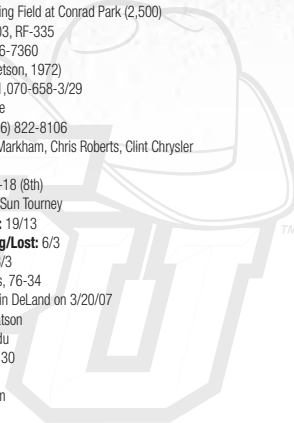 ing Field at Conrad Park (2,500)
03, RF-335
6-7360
etson, 1972)
,070-658-3/29
e
6) 822-8106
Markham, Chris Roberts, Clint Chrysler
-18 (8th)
Sun Tourney
: 19/13
g/Lost: 6/3
/3
s, 76-34
in DeLand on 3/20/07
atson
du
30
m
TM